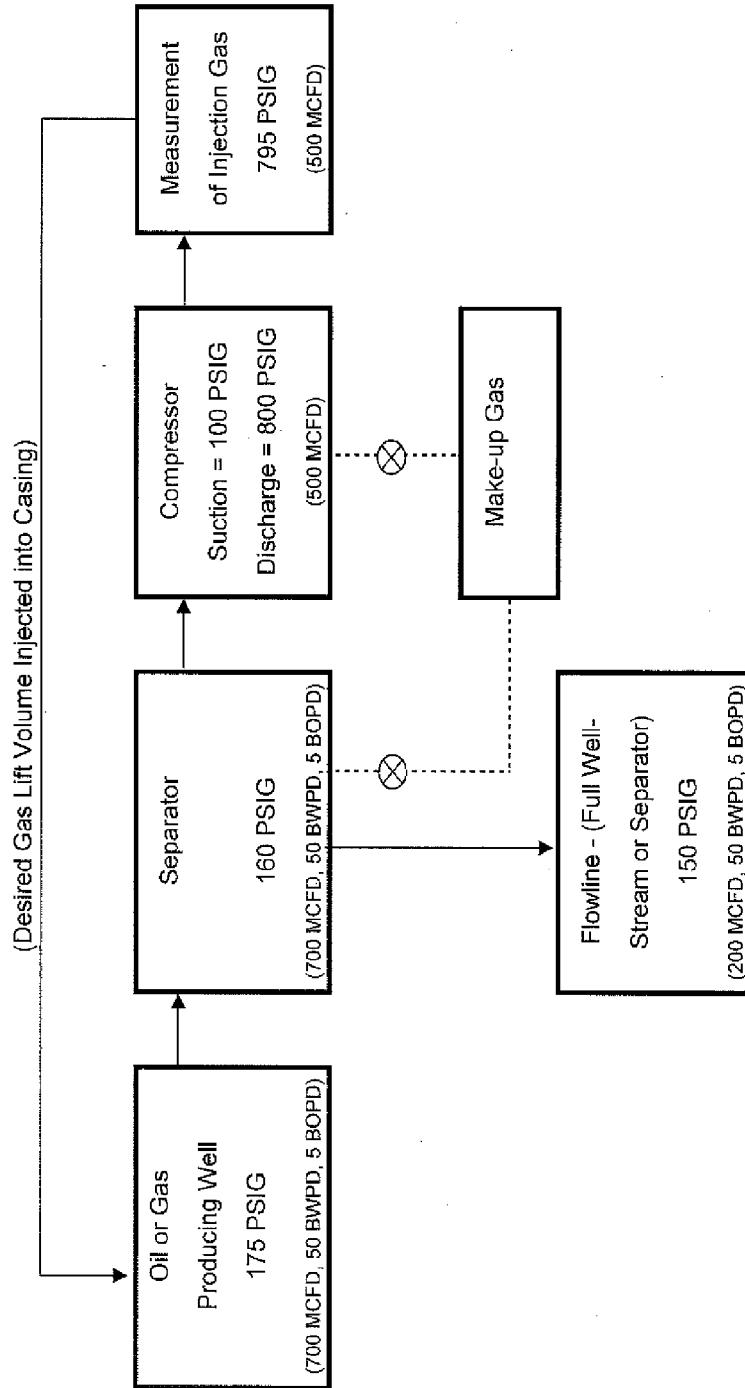 (Desired Gas Lift Volume Injected into Casing)
Oil or Gas
Producing Well
175 PSIG
(700 MCFD, 50 BWPD, 5 BOPD)
Separator
160 PSIG
(700 MCFD, 50 BWPD, 5 BOPD)
Compressor
Suction = 100 PSIG
Discharge = 800 PSIG
(500 MCFD)
Measurement
of Injection Gas
795 PSIG
(500 MCFD)
Flowline - (Full Well-
Stream or Separator)
150 PSIG
(200 MCFD, 50 BWPD, 5 BOPD)
Make-up Gas